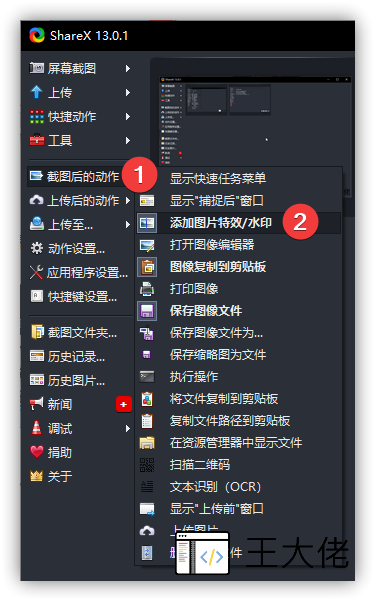 ShareX 13.0.1
屏幕截图
上传
快捷动作
工具
截图后的动作
上传后的动作
上传至...
动作设置...
应用程序设置...
快捷键设置...
截图文件夹...
历史记录...
历史图片...
新闻
+
调试
捐助
关于
1
显示快速任务菜单
显示"捕捉后"窗口
添加图片特效/水印
2
打开图像编辑器
图像复制到剪贴板
打印图像
保存图像文件
保存图像文件为...
保存缩略图为文件
执行操作
将文件复制到剪贴板
复制文件路径到剪贴板
在资源管理器中显示文件
扫描二维码
文本识别（OCR）
显示"上传前"窗口
上传图片
删
件
王大佬